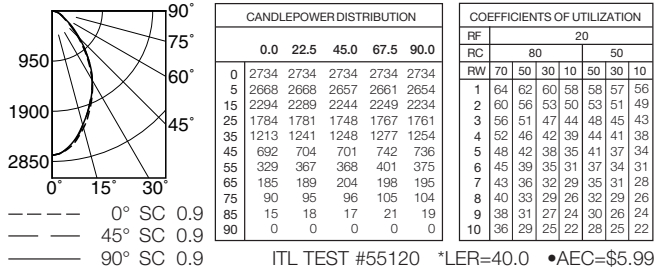 90°
75°
60°
45°
950
1900
2850
0° 15° 30°
0° SC 0.9
45° SC 0.9
90° SC 0.9
CANDLEPOWER DISTRIBUTION
0.0 22.5 45.0 67.5 90.0
0 2734 2734 2734 2734 2734
5 2668 2668 2657 2661 2654
15 2294 2289 2244 2249 2234
25 1784 1781 1748 1767 1761
35 1213 1241 1248 1277 1254
45 692 704 701 742 736
55 329 367 368 401 375
65 185 189 204 198 195
75 90 95 96 105 104
85 15 18 17 21 19
90 0 0 0 0 0
COEFFICIENTS OF UTILIZATION
RF 20
RC 80 50
RW 70 50 30 10 50 30 10
1 64 62 60 58 58 57 56
2 60 56 53 50 53 51 49
3 56 51 47 44 48 45 43
4 52 46 42 39 44 41 38
5 48 42 38 35 41 37 34
6 45 39 35 31 37 34 31
7 43 36 32 29 35 31 28
8 40 33 29 26 32 29 26
9 38 31 27 24 30 26 24
10 36 29 25 22 28 25 22
ITL TEST #55120 *LER=40.0 •AEC=$5.99